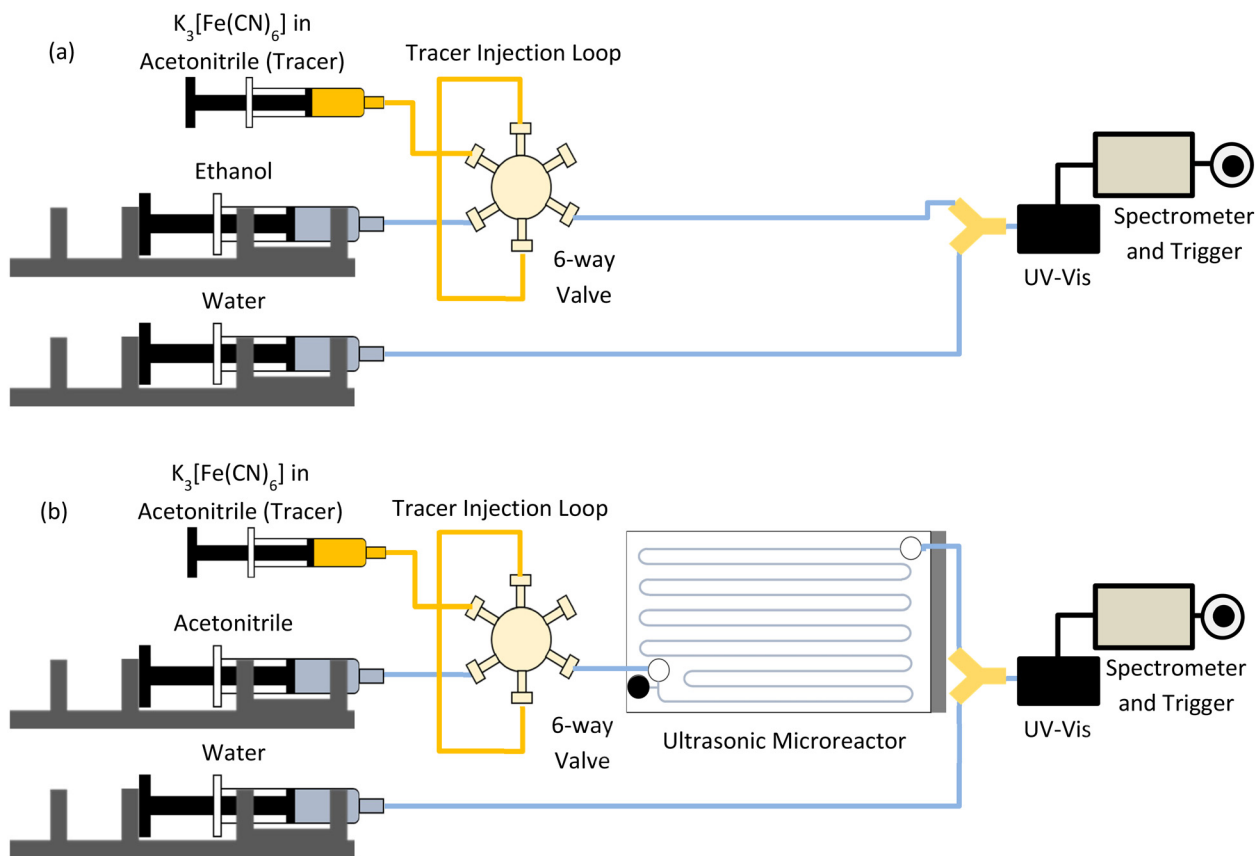 (a)
K₃[Fe(CN)₆] in
Acetonitrile (Tracer)
Tracer Injection Loop
Ethanol
6-way
Valve
Water
Spectrometer
and Trigger
UV-Vis
(b)
K₃[Fe(CN)₆] in
Acetonitrile (Tracer)
Tracer Injection Loop
Acetonitrile
6-way
Valve
Water
Ultrasonic Microreactor
Spectrometer
and Trigger
UV-Vis